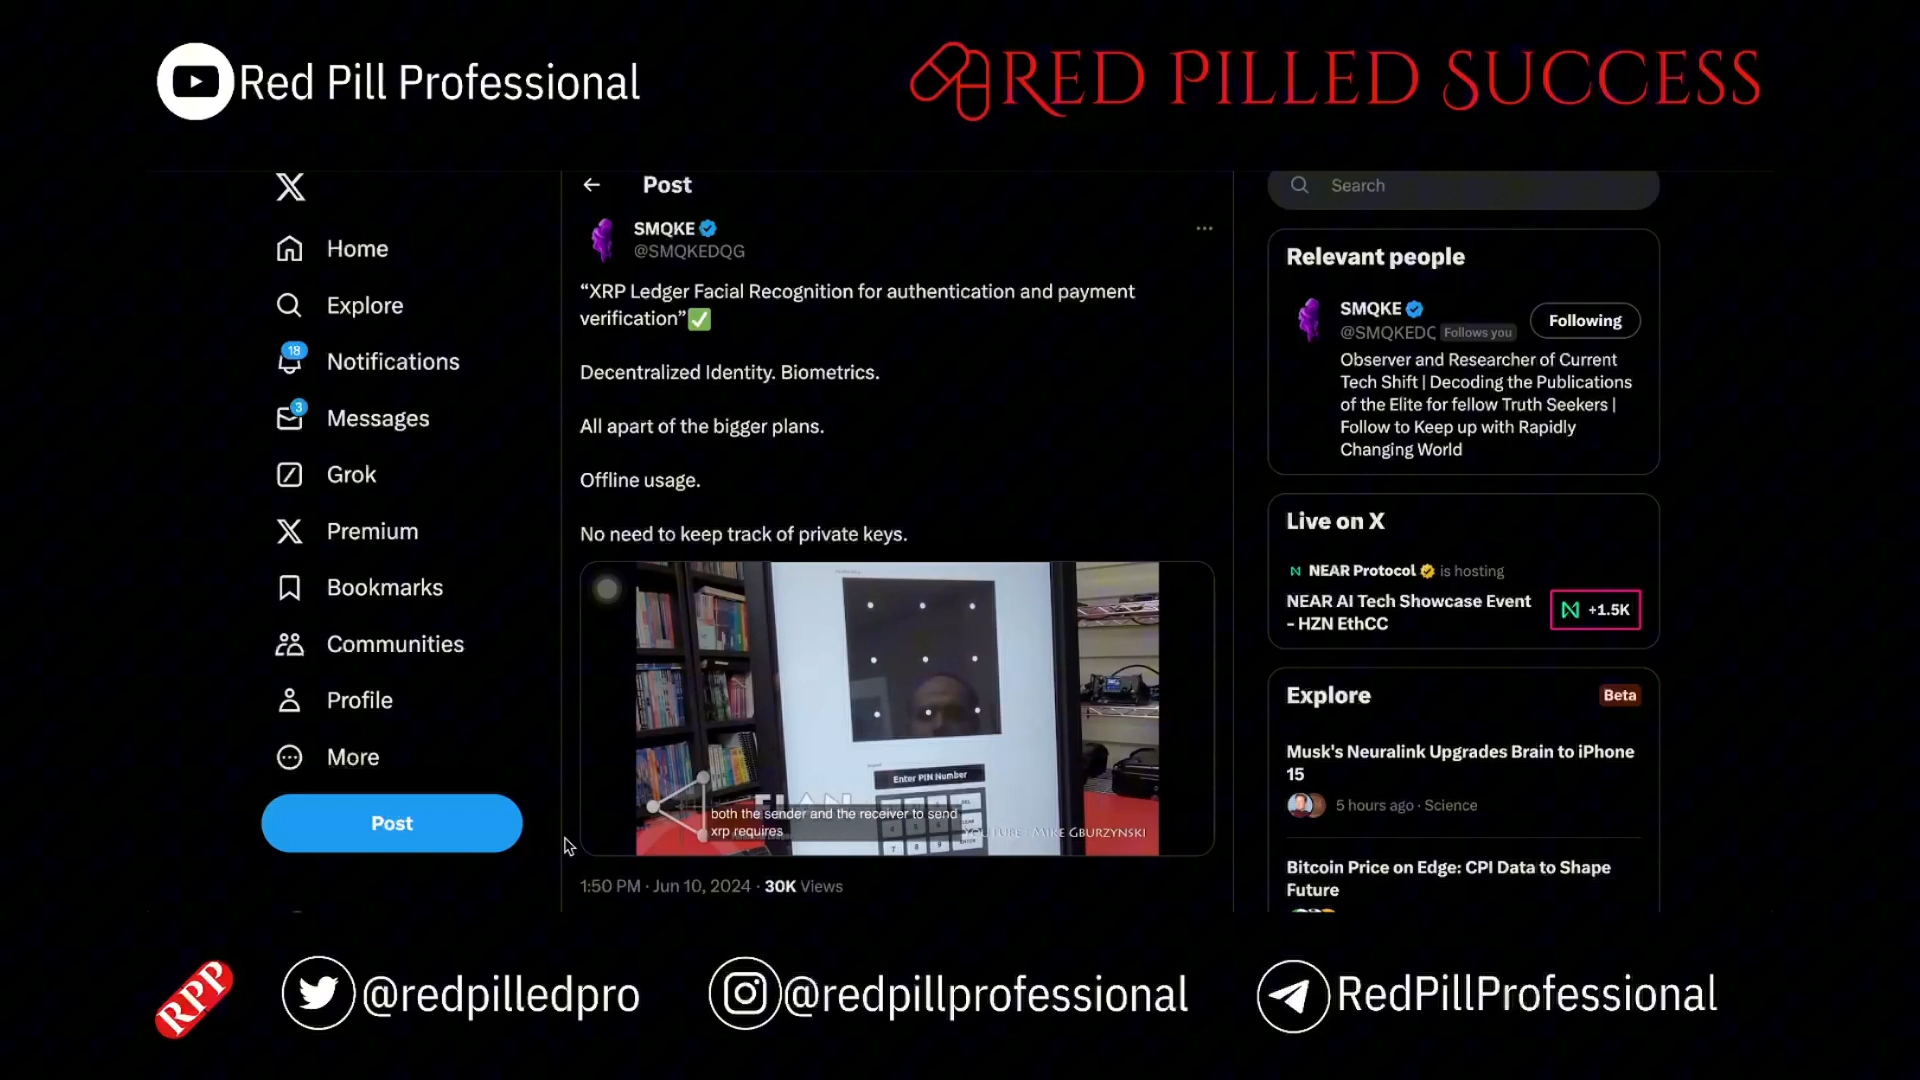 Red Pill Professional
RED PILLED SUCCESS
Home
Explore
18
Notifications
3
Messages
Grok
Premium
Bookmarks
Communities
Profile
More
Post
Post
SMQKE
@SMQKEDQG
“XRP Ledger Facial Recognition for authentication and payment
verification”✅
Decentralized Identity. Biometrics.
All apart of the bigger plans.
Offline usage.
No need to keep track of private keys.
Enter PIN Number
both the sender and the receiver to send
xrp requires
YOUTUBE : MIKE GBURZYNSKI
7 8 9
1:50 PM · Jun 10, 2024 · 30K Views
Search
Relevant people
SMQKE
@SMQKEDC Follows you
Following
Observer and Researcher of Current
Tech Shift | Decoding the Publications
of the Elite for fellow Truth Seekers |
Follow to Keep up with Rapidly
Changing World
Live on X
NEAR Protocol is hosting
NEAR AI Tech Showcase Event
- HZN EthCC
+1.5K
Explore
Beta
Musk's Neuralink Upgrades Brain to iPhone
15
5 hours ago · Science
Bitcoin Price on Edge: CPI Data to Shape
Future
RPP
@redpilledpro
@redpillprofessional
RedPillProfessional